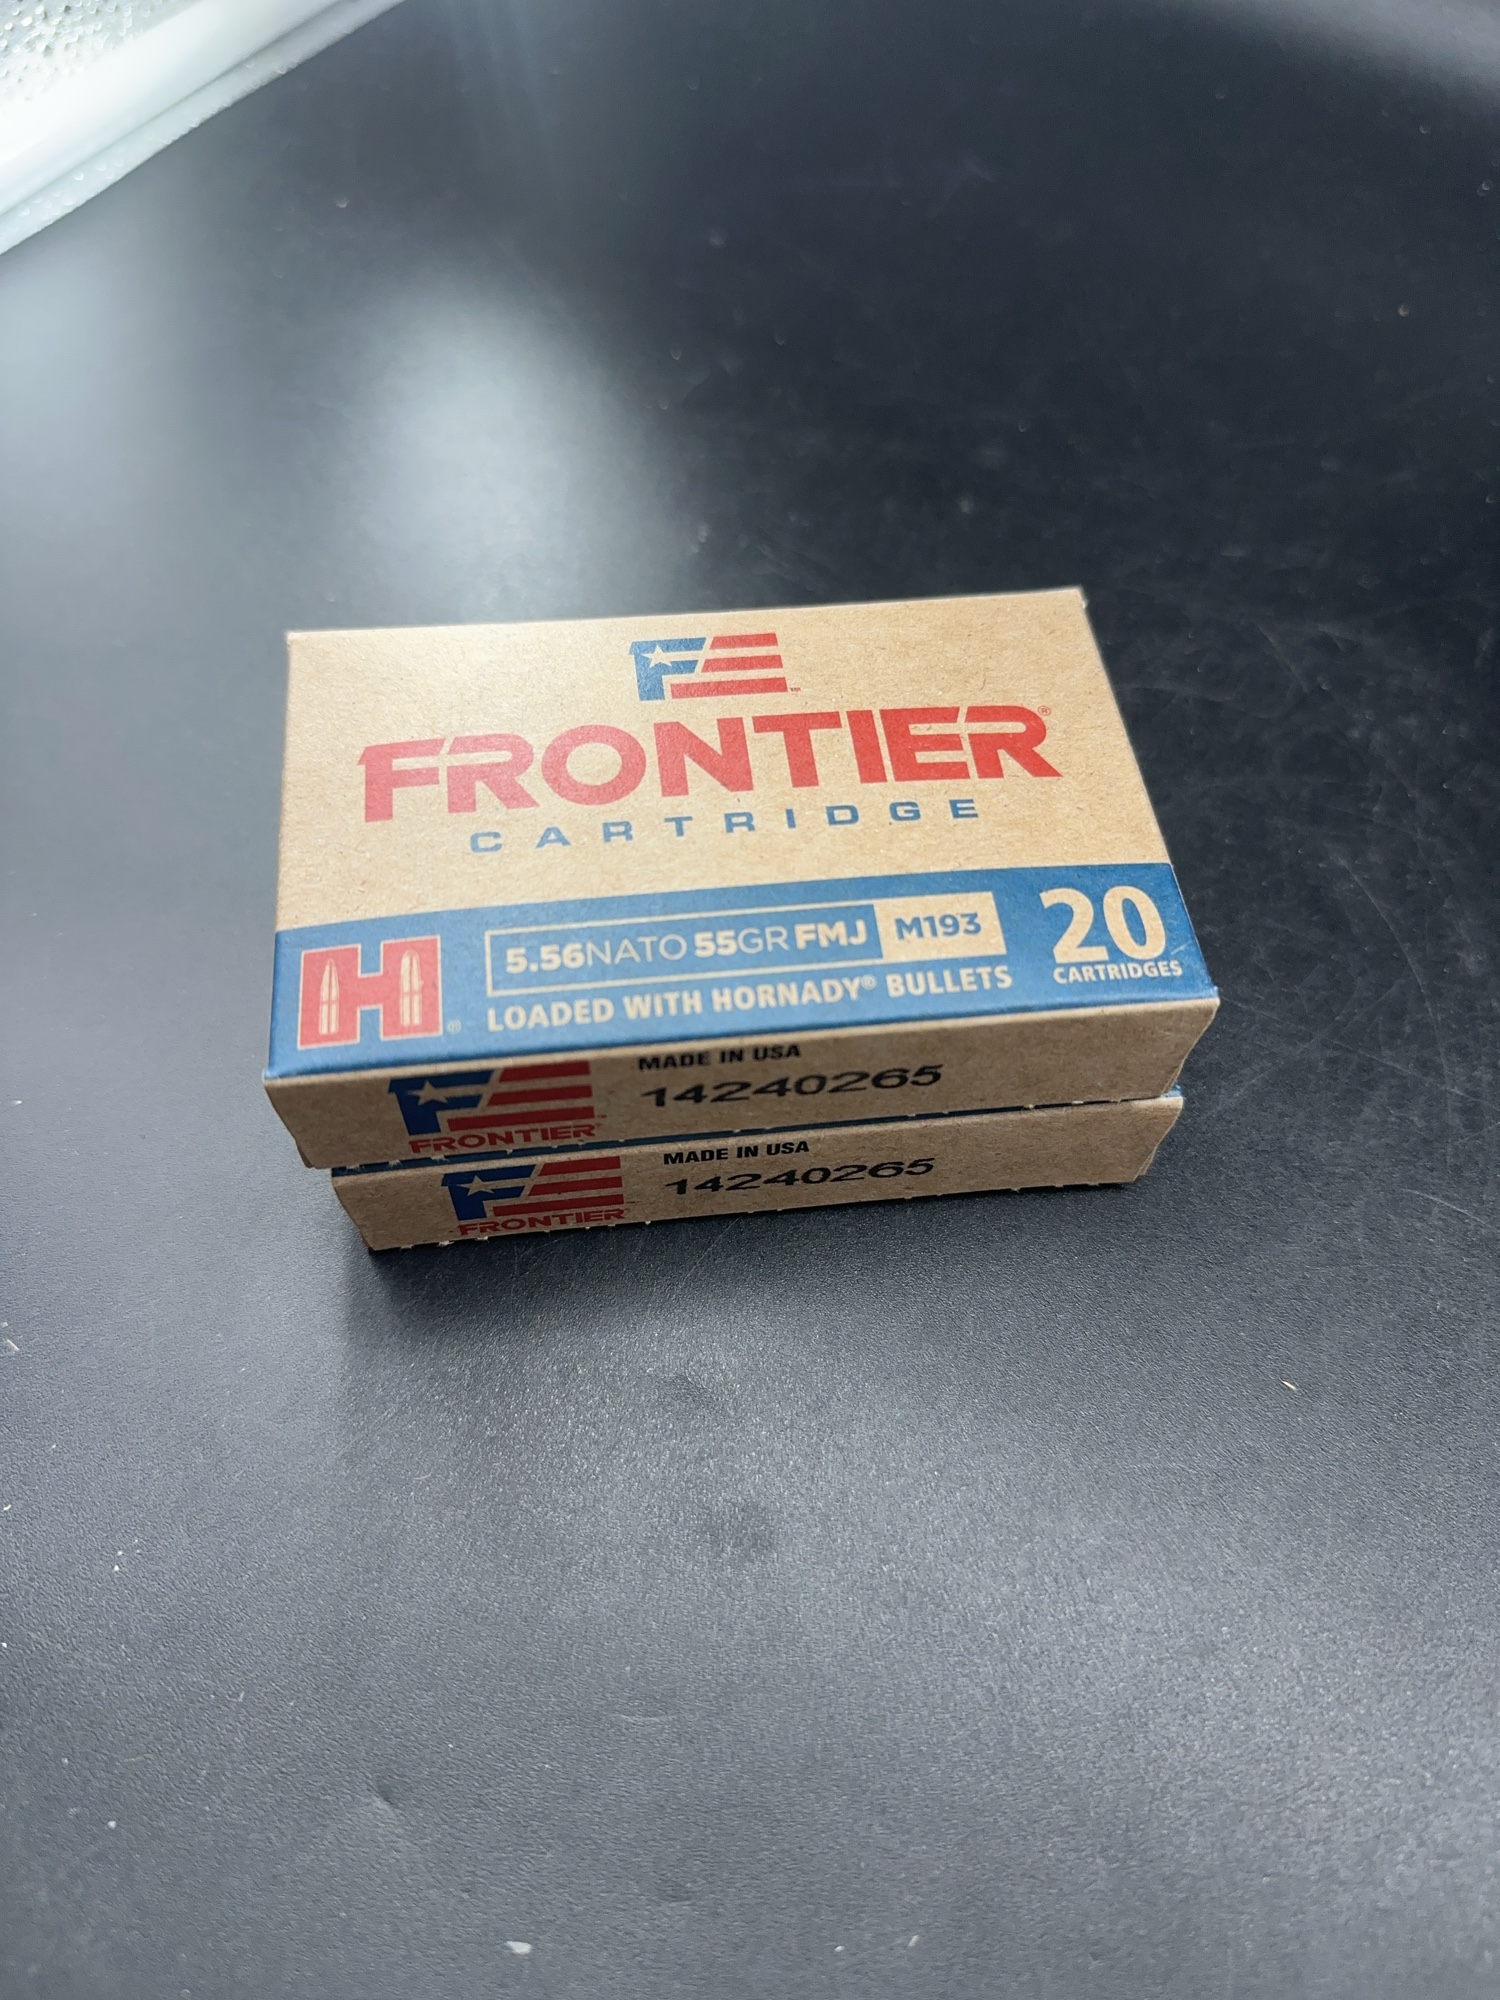 FRONTIER®
CARTRIDGE
5.56NATO 55GR FMJ M193
LOADED WITH HORNADY® BULLETS
20
CARTRIDGES
H®
MADE IN USA
14240265
FRONTIER
MADE IN USA
14240265
FRONTIER